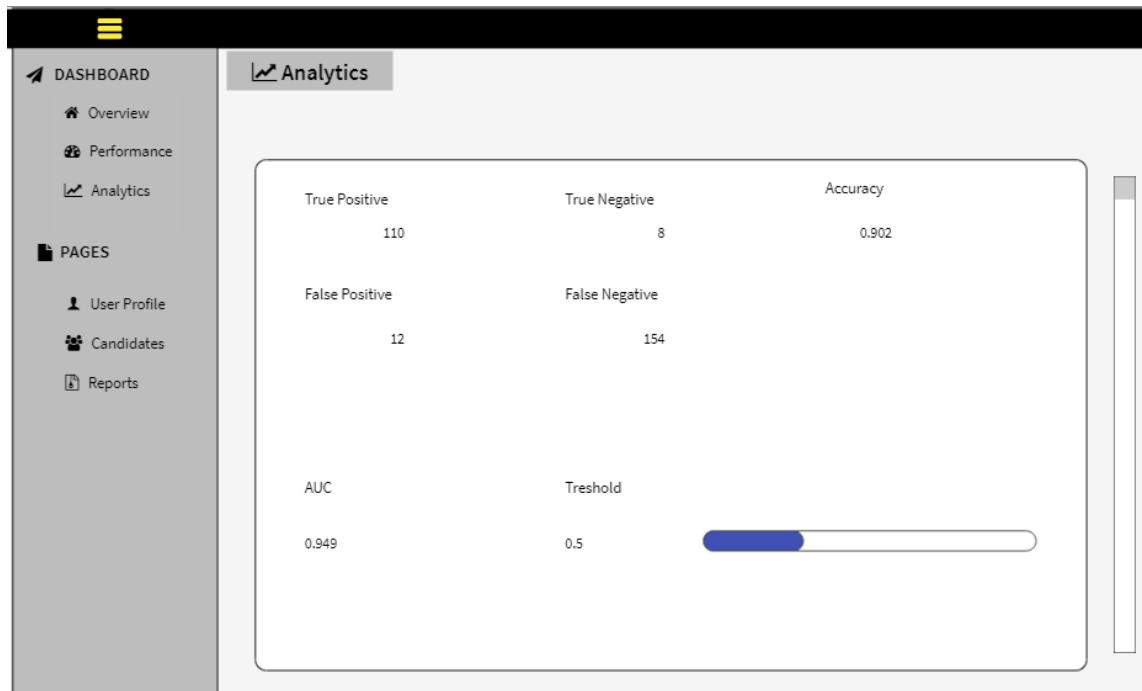 DASHBOARD
Overview
Performance
Analytics
PAGES
User Profile
Candidates
Reports
Analytics
True Positive True Negative Accuracy
110 8 0.902
False Positive False Negative
12 154
AUC Treshold
0.949 0.5